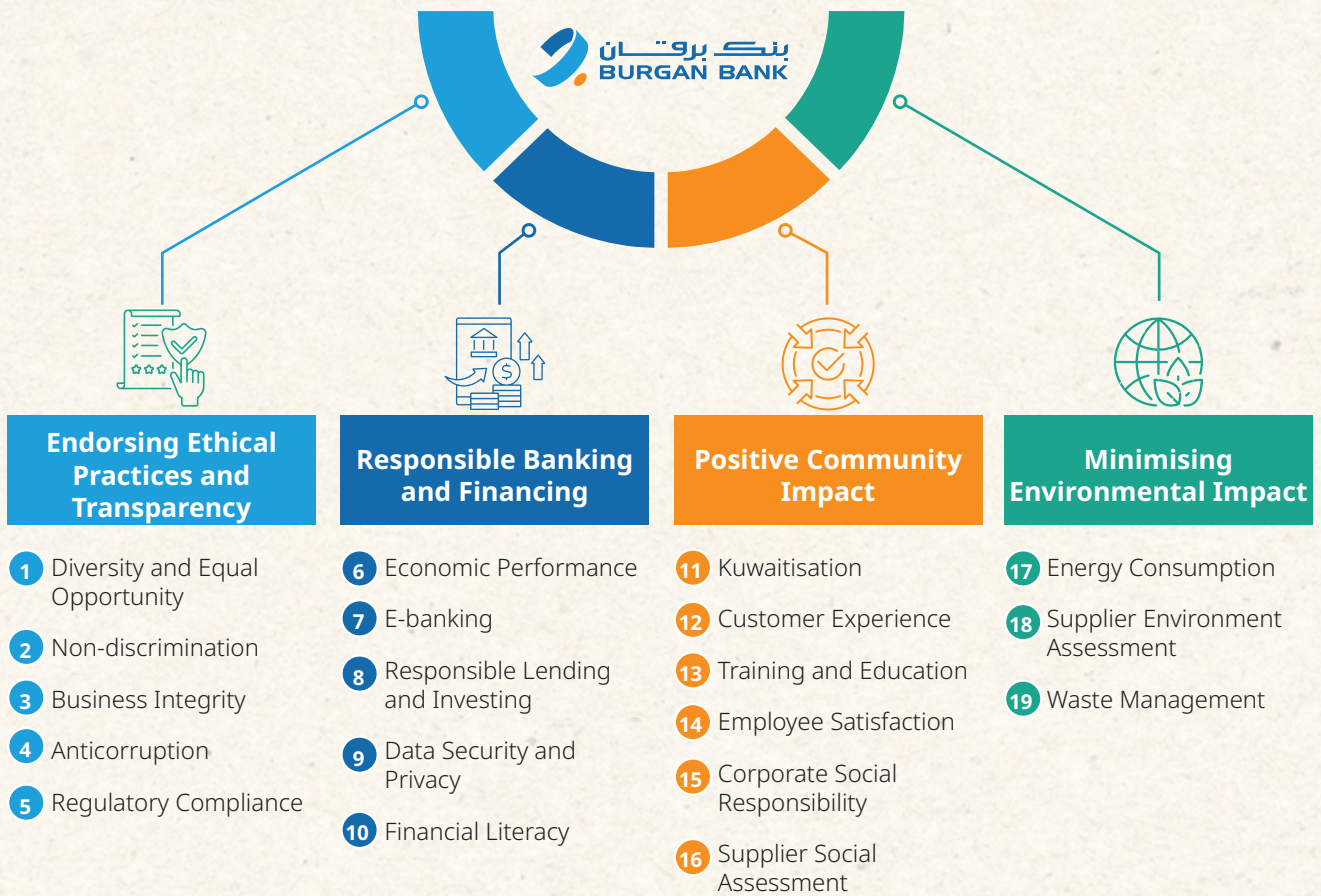 بنك برقان
BURGAN BANK
Endorsing Ethical
Practices and
Transparency
1 Diversity and Equal
Opportunity
2 Non-discrimination
3 Business Integrity
4 Anticorruption
5 Regulatory Compliance
Responsible Banking
and Financing
6 Economic Performance
7 E-banking
8 Responsible Lending
and Investing
9 Data Security and
Privacy
10 Financial Literacy
Positive Community
Impact
11 Kuwaitisation
12 Customer Experience
13 Training and Education
14 Employee Satisfaction
15 Corporate Social
Responsibility
16 Supplier Social
Assessment
Minimising
Environmental Impact
17 Energy Consumption
18 Supplier Environment
Assessment
19 Waste Management